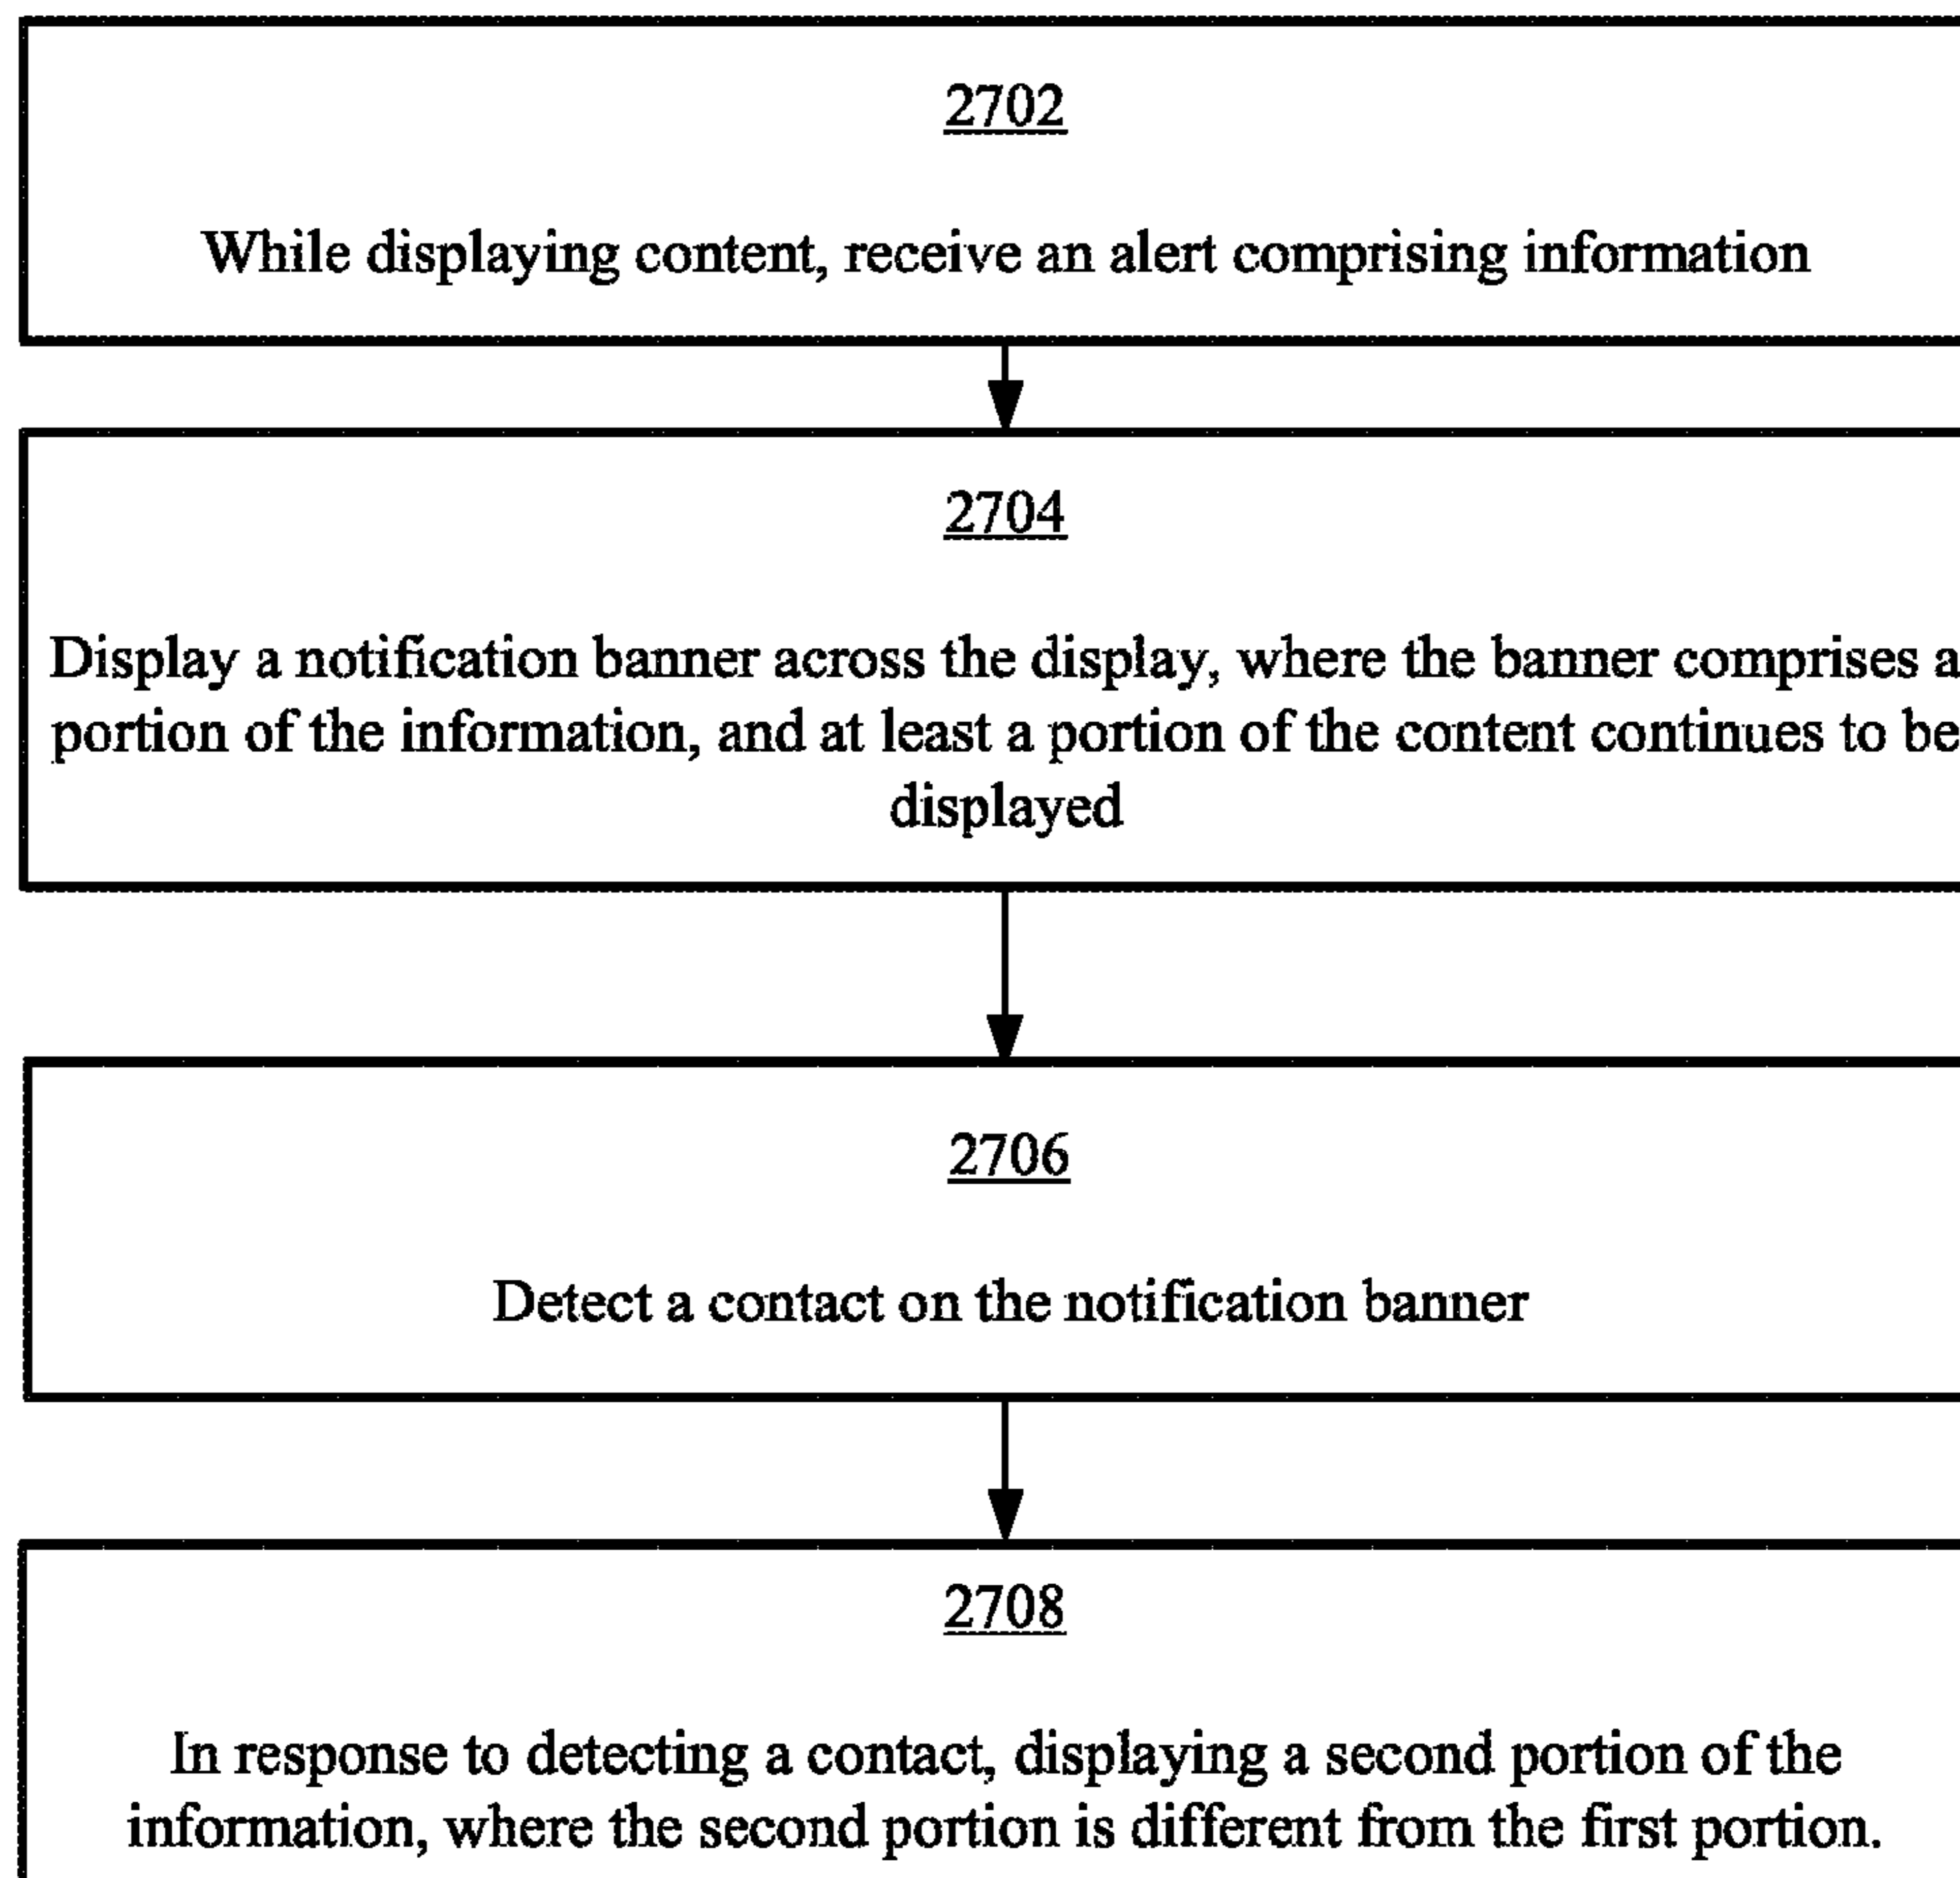 2702
While displaying content, receive an alert comprising information
2704
Display a notification banner across the display, where the banner comprises a
portion of the information, and at least a portion of the content continues to be
displayed
2706
Detect a contact on the notification banner
2708
In response to detecting a contact, displaying a second portion of the
information, where the second portion is different from the first portion.